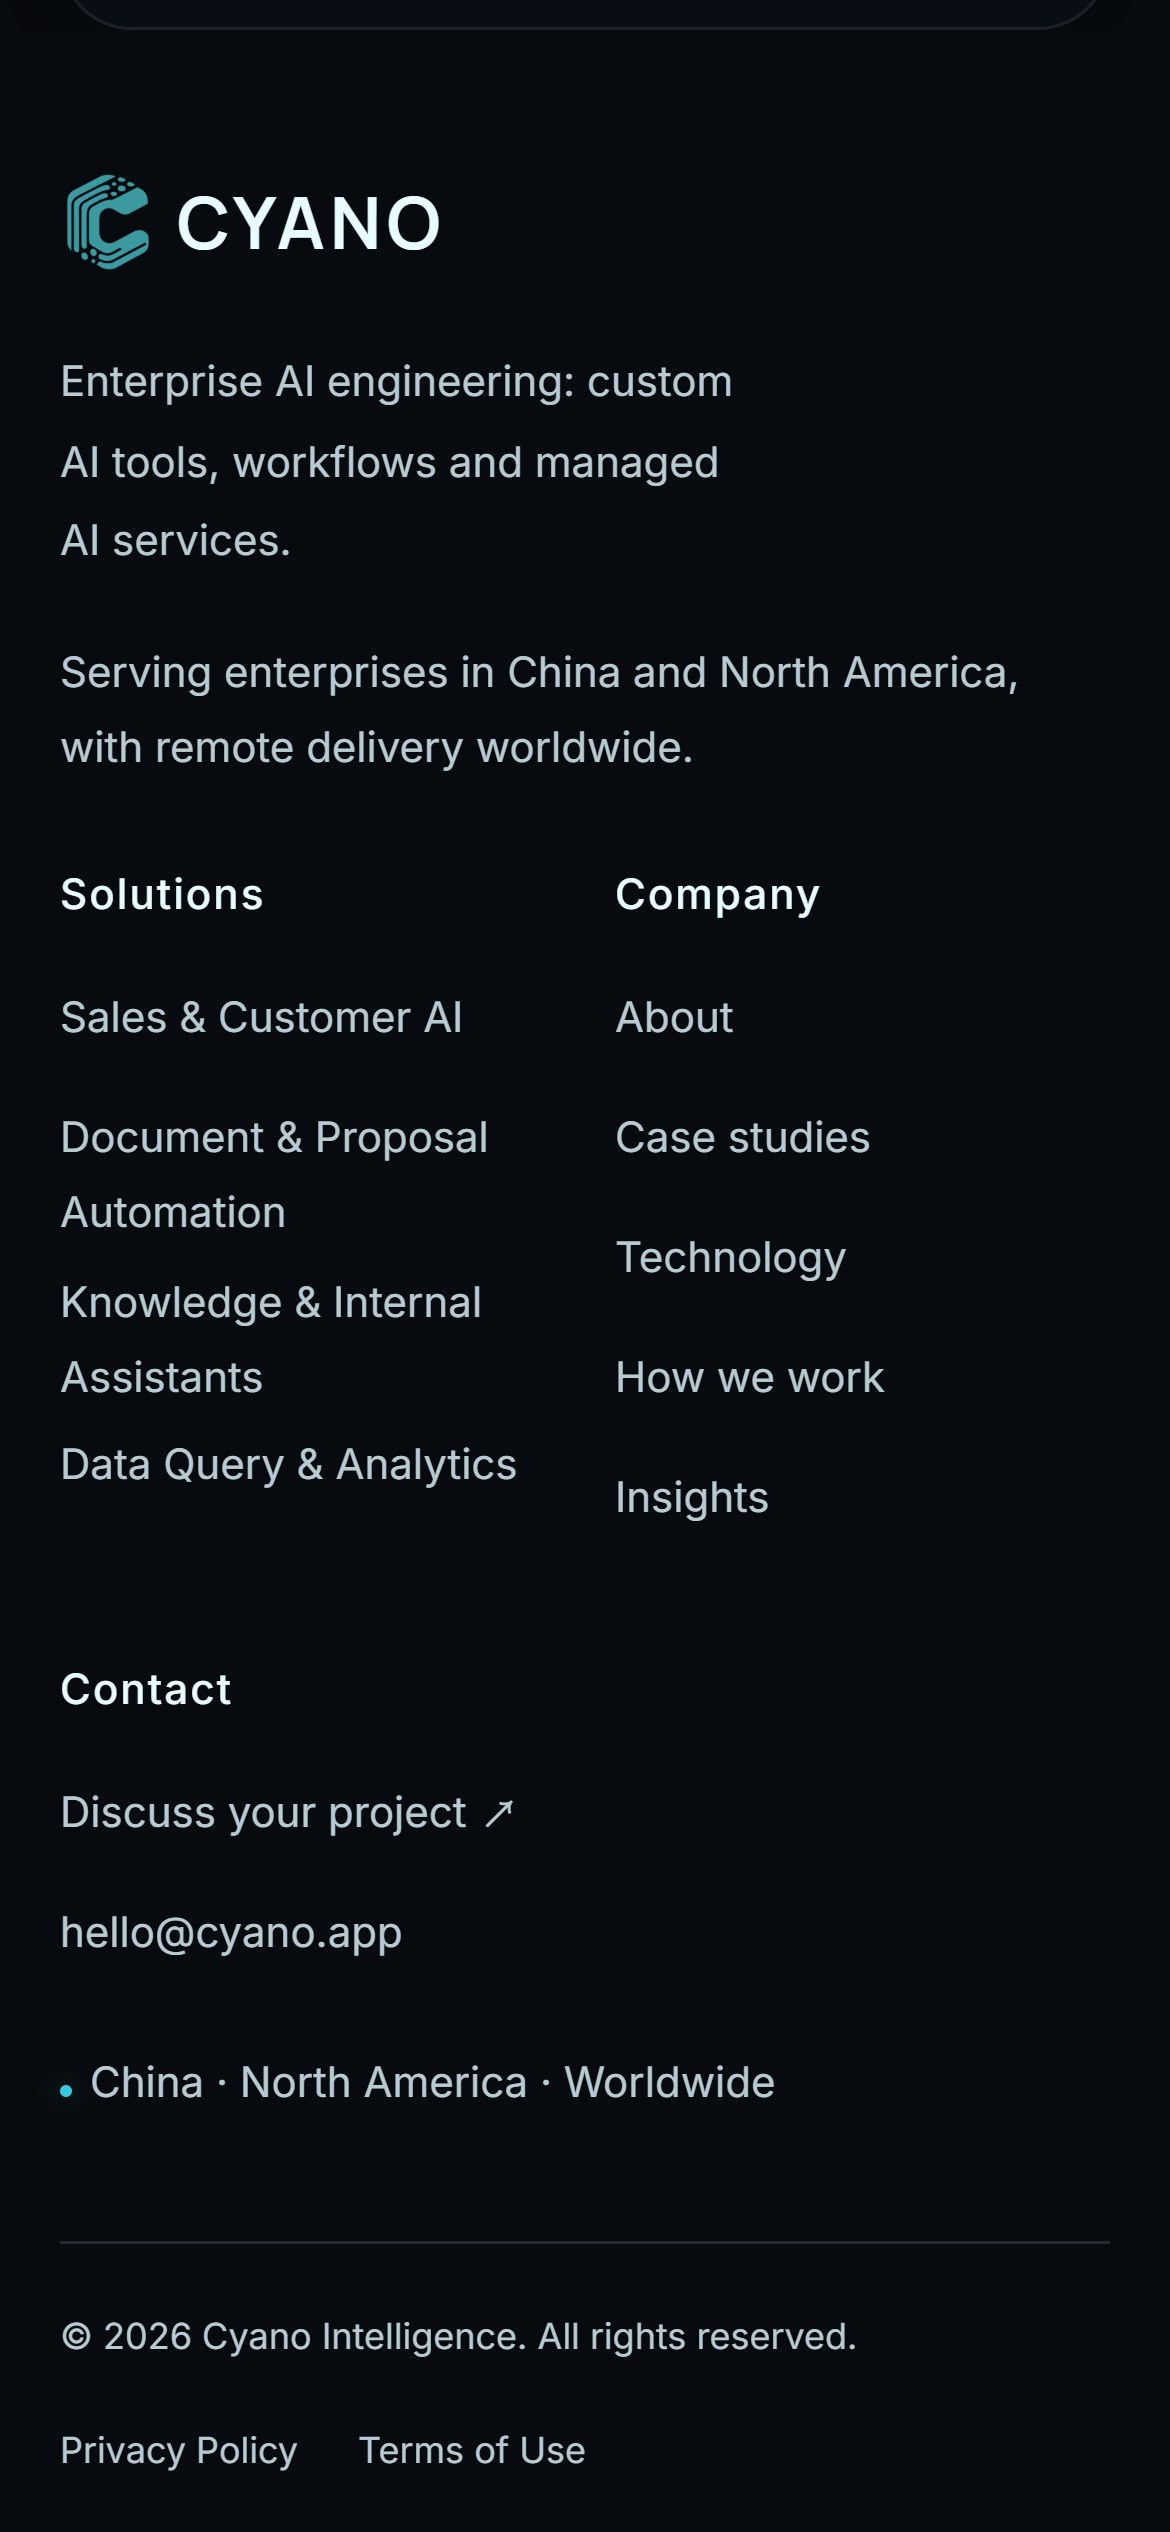 CYANO
Enterprise AI engineering: custom
AI tools, workflows and managed
AI services.
Serving enterprises in China and North America,
with remote delivery worldwide.
Solutions
Sales & Customer AI
Document & Proposal
Automation
Knowledge & Internal
Assistants
Data Query & Analytics
Company
About
Case studies
Technology
How we work
Insights
Contact
Discuss your project ↗
hello@cyano.app
China · North America · Worldwide
© 2026 Cyano Intelligence. All rights reserved.
Privacy Policy Terms of Use